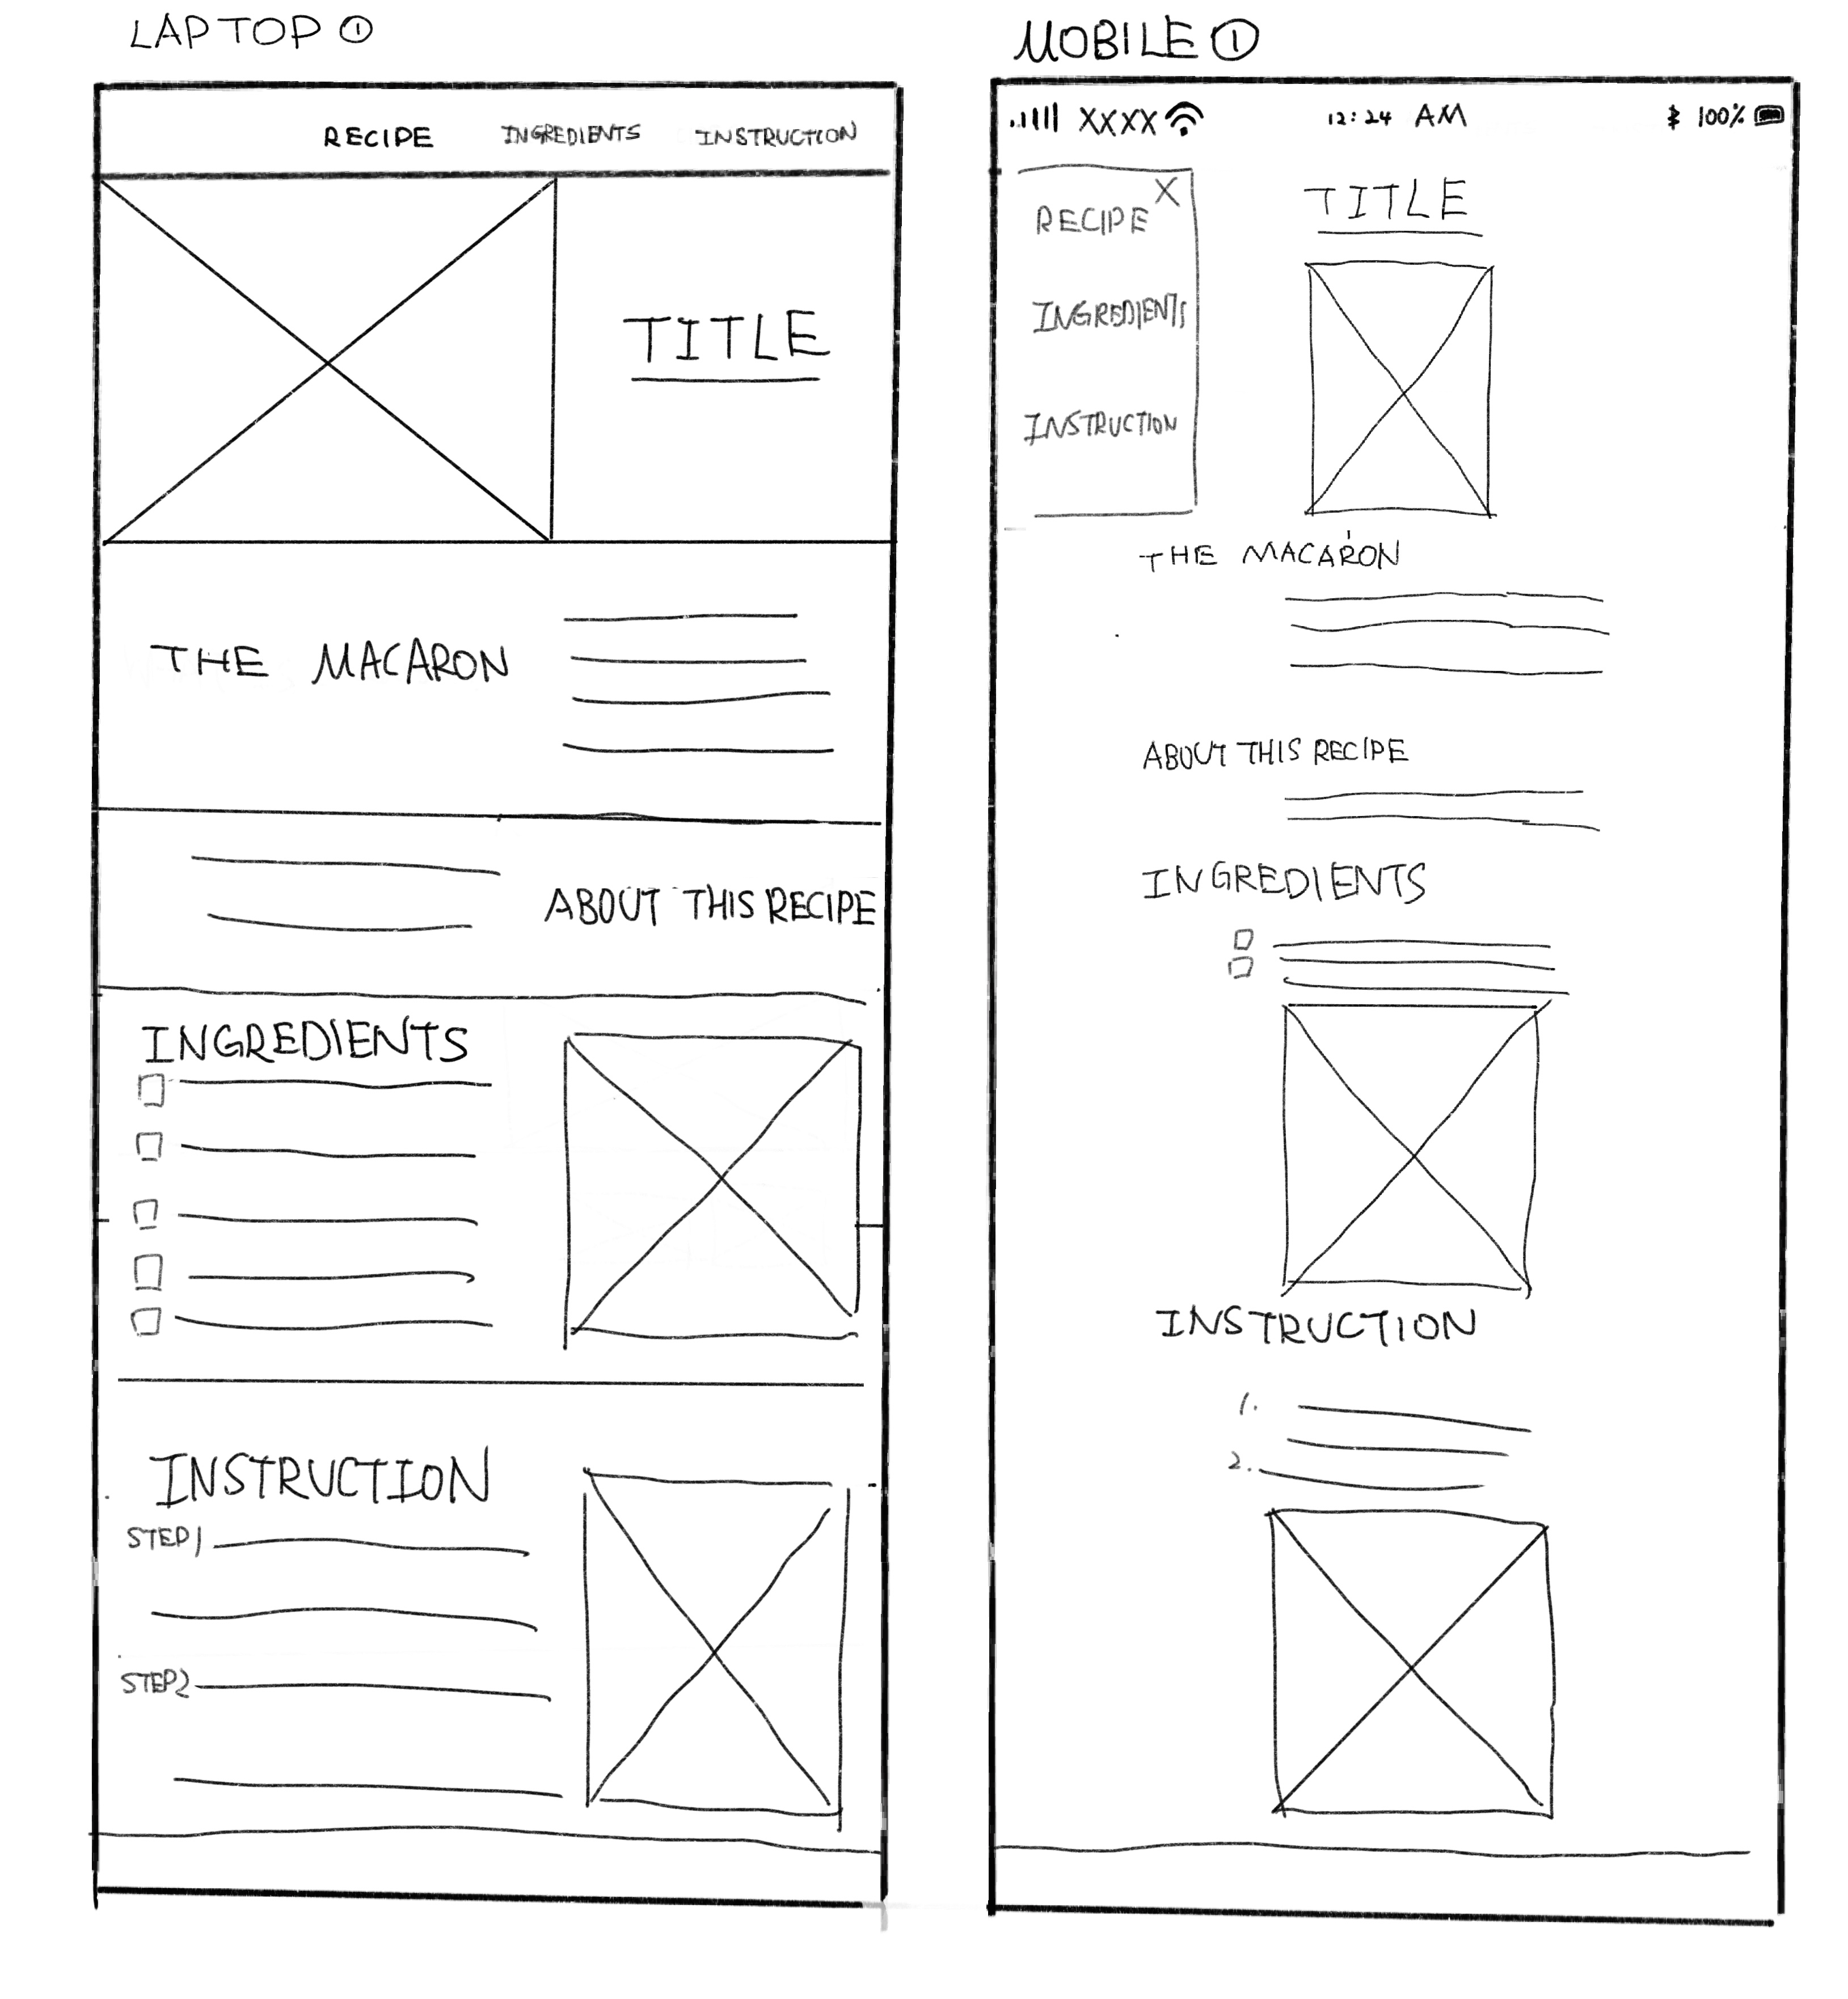 LAPTOP ①
RECIPE INGREDIENTS INSTRUCTION
TITLE
THE MACARON
ABOUT THIS RECIPE
INGREDIENTS
INSTRUCTION
STEP1
STEP2
MOBILE ①
XXXX 12:24 AM 100%
X
RECIPE
INGREDIENTS
INSTRUCTION
TITLE
THE MACARON
ABOUT THIS RECIPE
INGREDIENTS
INSTRUCTION
1.
2.